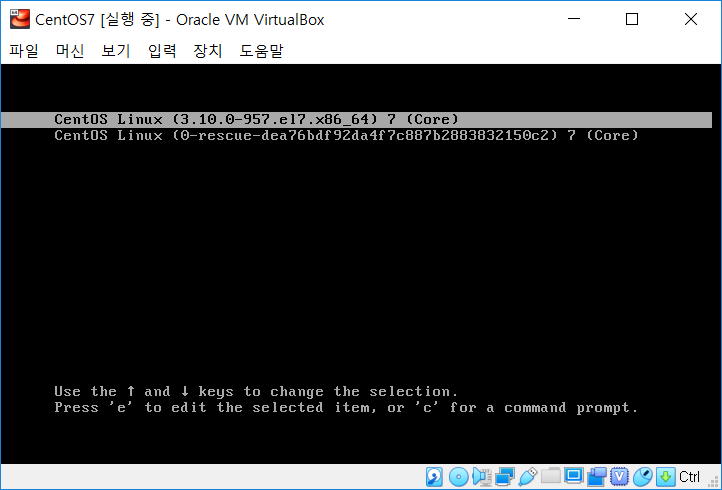 CentOS7 [실행 중] - Oracle VM VirtualBox
파일 머신 보기 입력 장치 도움말
CentOS Linux (3.10.0-957.el7.x86_64) 7 (Core)
CentOS Linux (0-rescue-dea76bdf92da4f7c887b2883832150c2) 7 (Core)
Use the ↑ and ↓ keys to change the selection.
Press 'e' to edit the selected item, or 'c' for a command prompt.
Ctrl